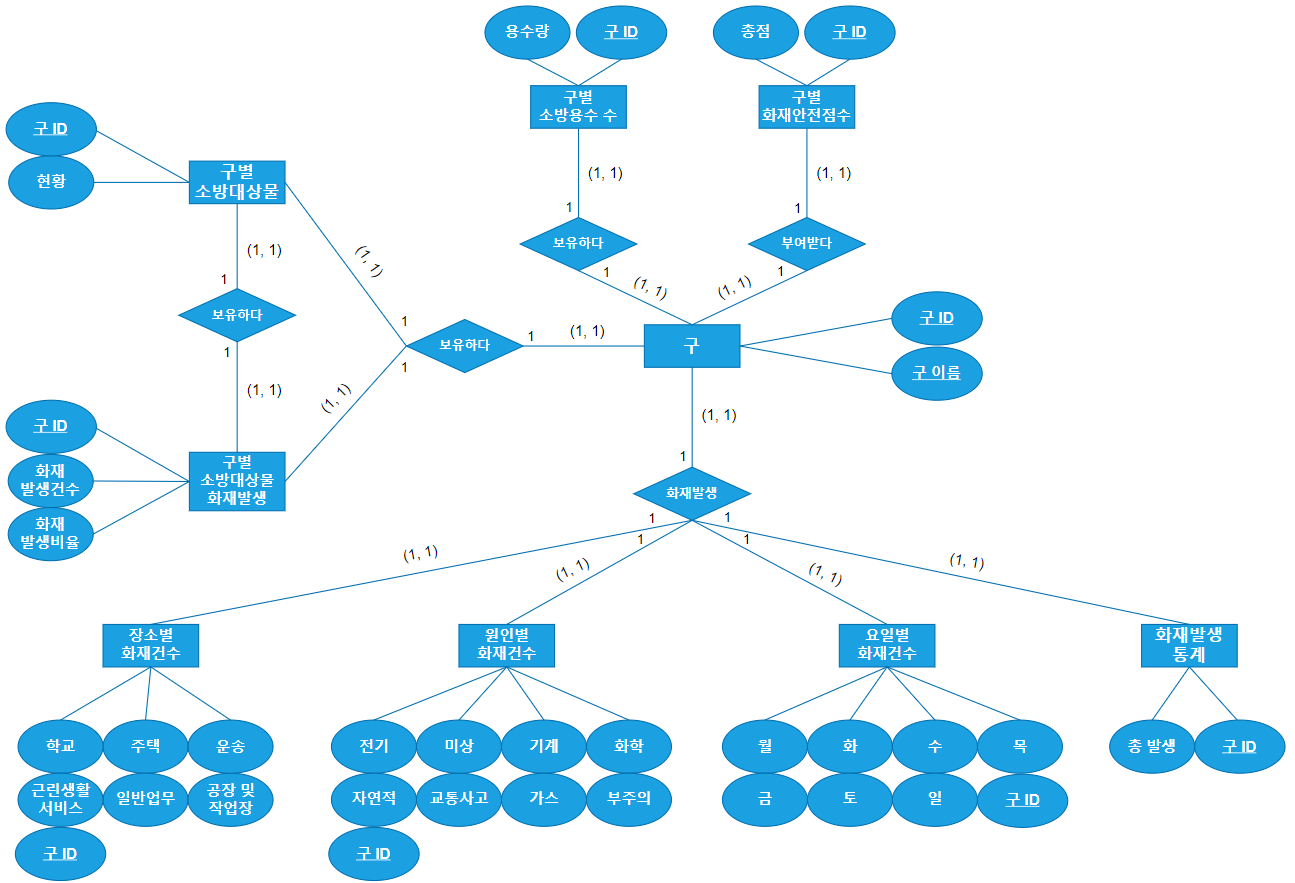 용수량
구 ID
총점
구 ID
구별
소방용수 수
구별
화재안전점수
구 ID
현황
구별
소방대상물
(1, 1)
(1, 1)
1
1
보유하다
부여받다
(1, 1)
(1, 1)
1
1
(1, 1)
(1, 1)
1
보유하다
1
1
보유하다
1
1
(1, 1)
구
구 ID
구 이름
(1, 1)
(1, 1)
(1, 1)
1
구 ID
화재
발생건수
화재
발생비율
구별
소방대상물
화재발생
화재발생
1
1
1
1
(1, 1)
(1, 1)
(1, 1)
(1, 1)
장소별
화재건수
원인별
화재건수
요일별
화재건수
화재발생
통계
학교
주택
운송
근린생활
서비스
일반업무
공장 및
작업장
구 ID
전기
미상
기계
화학
자연적
교통사고
가스
부주의
구 ID
월
화
수
목
금
토
일
구 ID
총 발생
구 ID